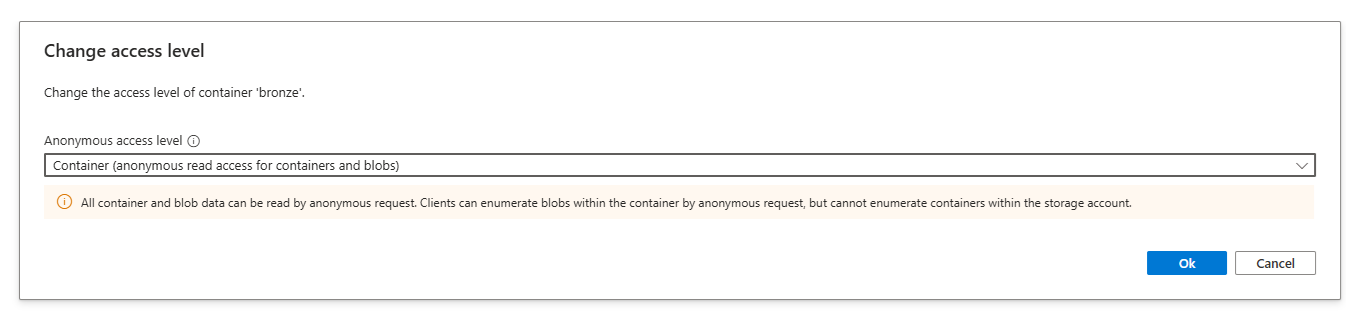 Change access level
Change the access level of container 'bronze'.
Anonymous access level
Container (anonymous read access for containers and blobs)
All container and blob data can be read by anonymous request. Clients can enumerate blobs within the container by anonymous request, but cannot enumerate containers within the storage account.
Ok Cancel